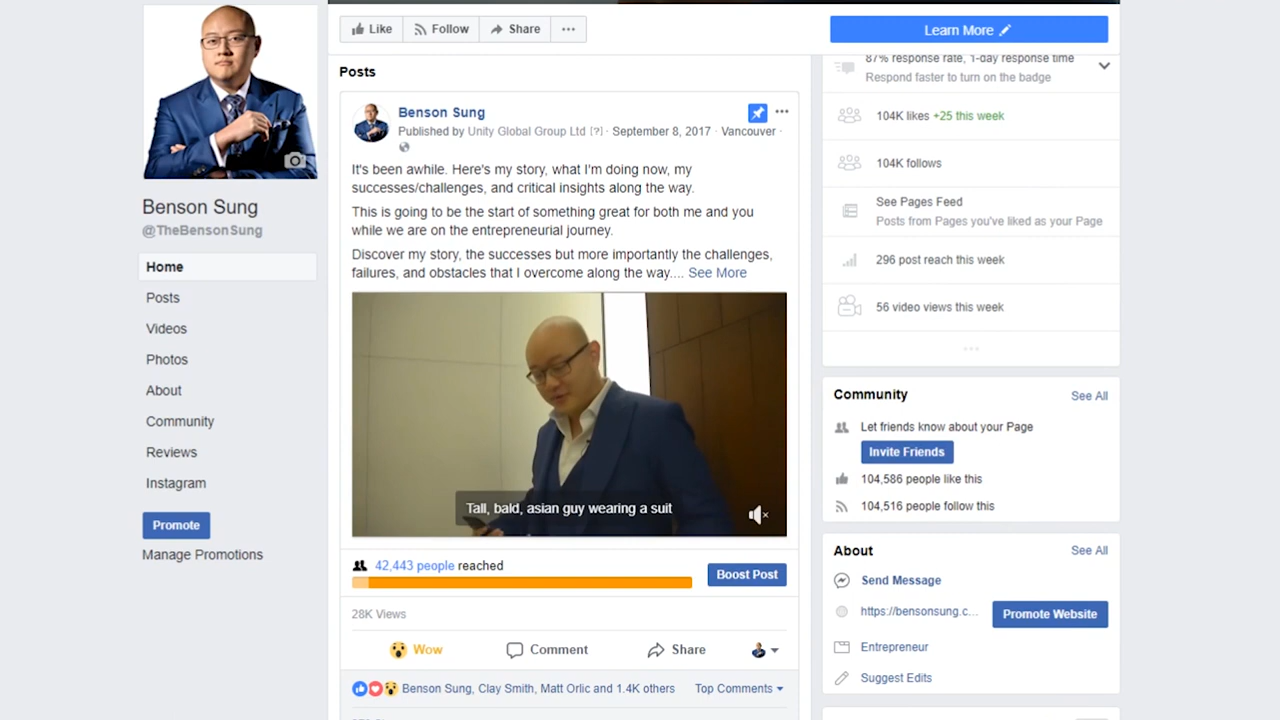 Like
Follow
Share
Learn More
Benson Sung
@TheBensonSung
Home
Posts
Videos
Photos
About
Community
Reviews
Instagram
Promote
Manage Promotions
Posts
Benson Sung
Published by Unity Global Group Ltd [?] · September 8, 2017 · Vancouver ·
It's been awhile. Here's my story, what I'm doing now, my
successes/challenges, and critical insights along the way.
This is going to be the start of something great for both me and you
while we are on the entrepreneurial journey.
Discover my story, the successes but more importantly the challenges,
failures, and obstacles that I overcome along the way.... See More
Tall, bald, asian guy wearing a suit
42,443 people reached
Boost Post
28K Views
Wow
Comment
Share
Benson Sung, Clay Smith, Matt Orlic and 1.4K others
Top Comments
87% response rate, 1-day response time
Respond faster to turn on the badge
104K likes +25 this week
104K follows
See Pages Feed
Posts from Pages you've liked as your Page
296 post reach this week
56 video views this week
Community
See All
Let friends know about your Page
Invite Friends
104,586 people like this
104,516 people follow this
About
See All
Send Message
https://bensonsung.c...
Promote Website
Entrepreneur
Suggest Edits